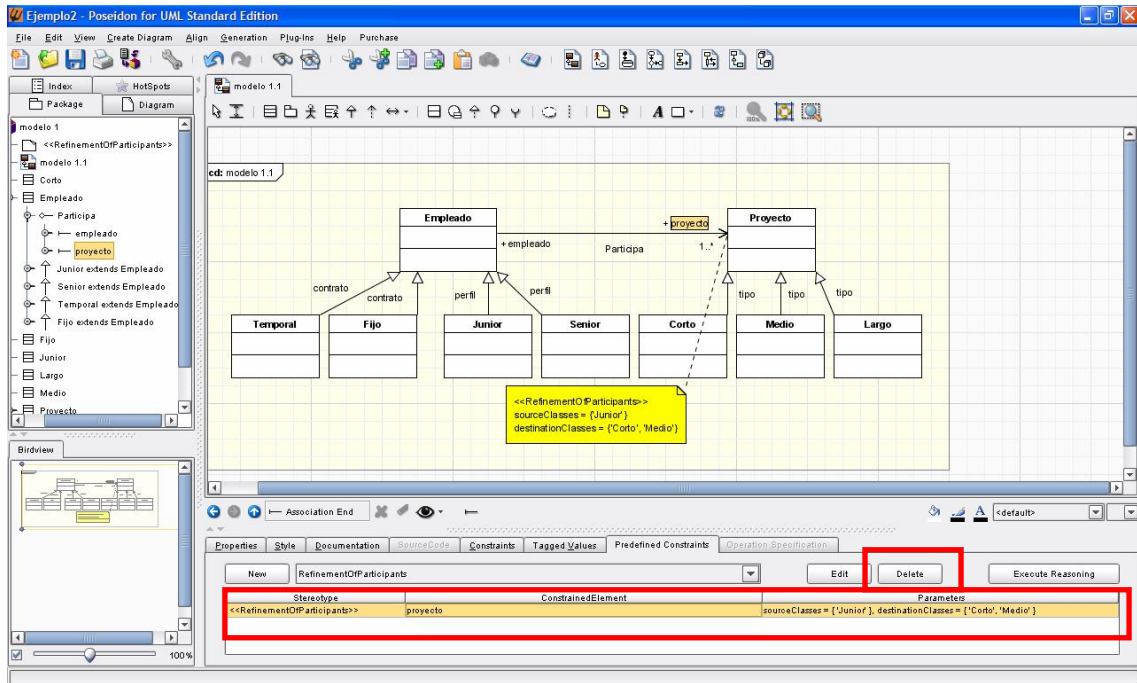 Ejemplo2 - Poseidon for UML Standard Edition
File Edit View Create Diagram Align Generation Plug-Ins Help Purchase
Index HotSpots
Package Diagram
modelo 1
<<RefinementOfParticipants>>
modelo 1.1
Corto
Empleado
Participa
empleado
proyecto
Junior extends Empleado
Senior extends Empleado
Temporal extends Empleado
Fijo extends Empleado
Fijo
Junior
Largo
Medio
Proyecto
Birdview
100%
modelo 1.1
cd: modelo 1.1
Empleado
+ proyecto
Proyecto
+ empleado
Participa
1..*
contrato
contrato
perfil
perfil
tipo
tipo
tipo
Temporal
Fijo
Junior
Senior
Corto
Medio
Largo
<<RefinementOfParticipants>>
sourceClasses = {'Junior'}
destinationClasses = {'Corto', 'Medio'}
Association End
<default>
Properties Style Documentation SourceCode Constraints Tagged Values Predefined Constraints Operation Specification
New RefinementOfParticipants Edit Delete Execute Reasoning
Stereotype ConstrainedElement Parameters
<<RefinementOfParticipants>> proyecto sourceClasses = { 'Junior' }, destinationClasses = { 'Corto', 'Medio' }